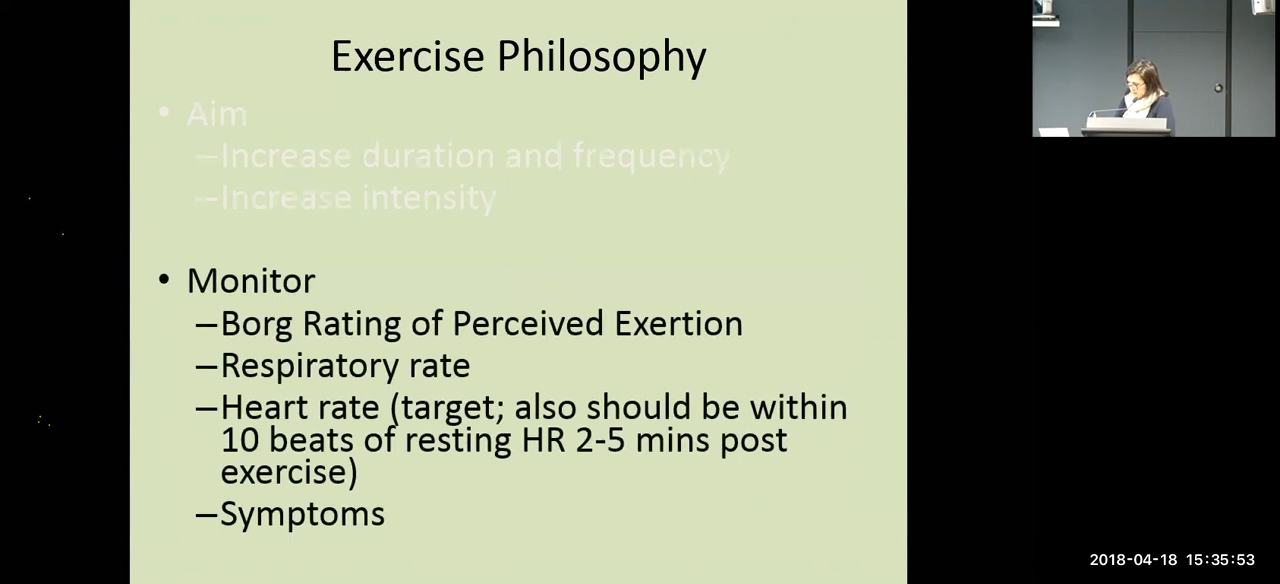 Exercise Philosophy
• Aim
–Increase duration and frequency
–Increase intensity
• Monitor
–Borg Rating of Perceived Exertion
–Respiratory rate
–Heart rate (target; also should be within
10 beats of resting HR 2-5 mins post
exercise)
–Symptoms
2018-04-18 15:35:53